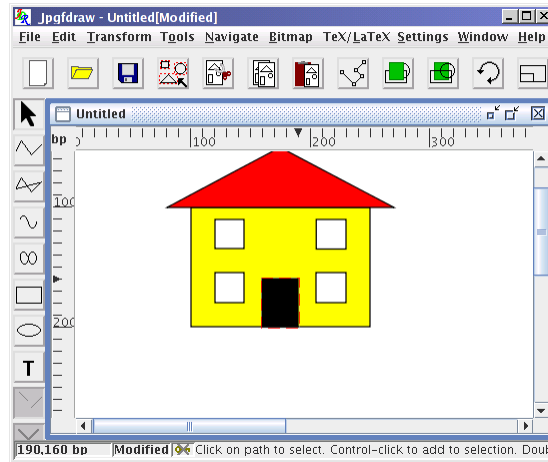 Jpgfdraw - Untitled[Modified]
File Edit Transform Tools Navigate Bitmap TeX/LaTeX Settings Window Help
Untitled
bp
100 200 300
100
200
T
190,160 bp Modified Click on path to select. Control-click to add to selection.